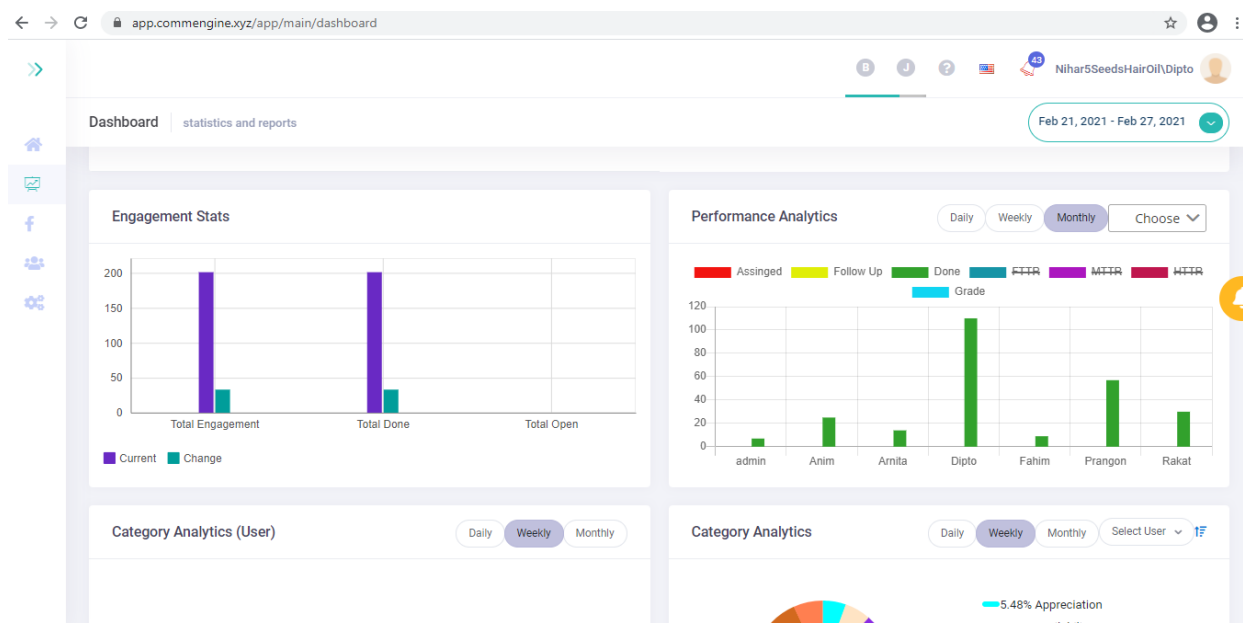 app.commengine.xyz/app/main/dashboard
B J ? 43 Nihar5SeedsHairOil\Dipto
Dashboard statistics and reports Feb 21, 2021 - Feb 27, 2021
Engagement Stats
200
150
100
50
0
Total Engagement Total Done Total Open
Current Change
Performance Analytics Daily Weekly Monthly Choose
Assinged Follow Up Done FTTR MTTR HTTR
Grade
120
100
80
60
40
20
0
admin Anim Arnita Dipto Fahim Prangon Rakat
Category Analytics (User) Daily Weekly Monthly
Category Analytics Daily Weekly Monthly Select User
5.48% Appreciation